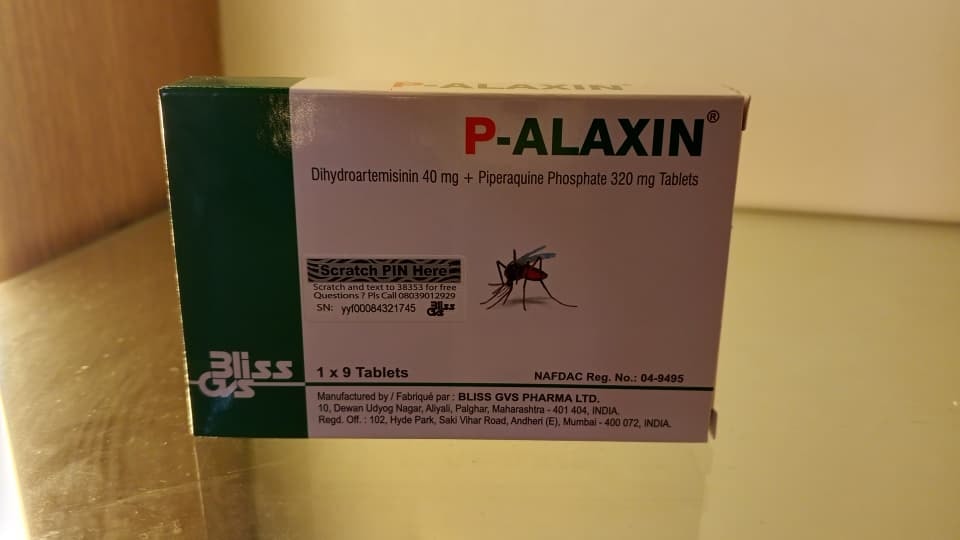 P-ALAXIN
P-ALAXIN®
Dihydroartemisinin 40 mg + Piperaquine Phosphate 320 mg Tablets
Scratch PIN Here
Scratch and text to 38353 for free
Questions ? Pls Call 08039012929
SN: yyf00084321745
Bliss GVS
Bliss
GVS
1 x 9 Tablets
NAFDAC Reg. No.: 04-9495
Manufactured by / Fabriqué par : BLISS GVS PHARMA LTD.
10, Dewan Udyog Nagar, Aliyali, Palghar, Maharashtra - 401 404, INDIA.
Regd. Off. : 102, Hyde Park, Saki Vihar Road, Andheri (E), Mumbai - 400 072, INDIA.